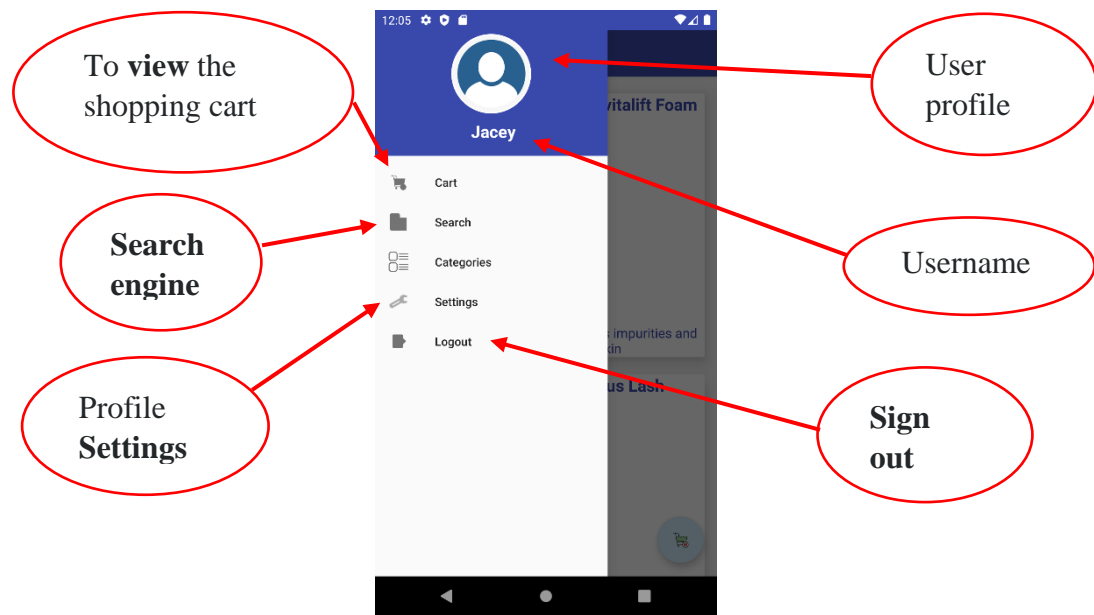 12:05
To view the
shopping cart
User
profile
vitalift Foam
Jacey
Cart
Search
Search
engine
Categories
Username
Settings
impurities and
Logout
us Lash
Profile
Settings
Sign
out